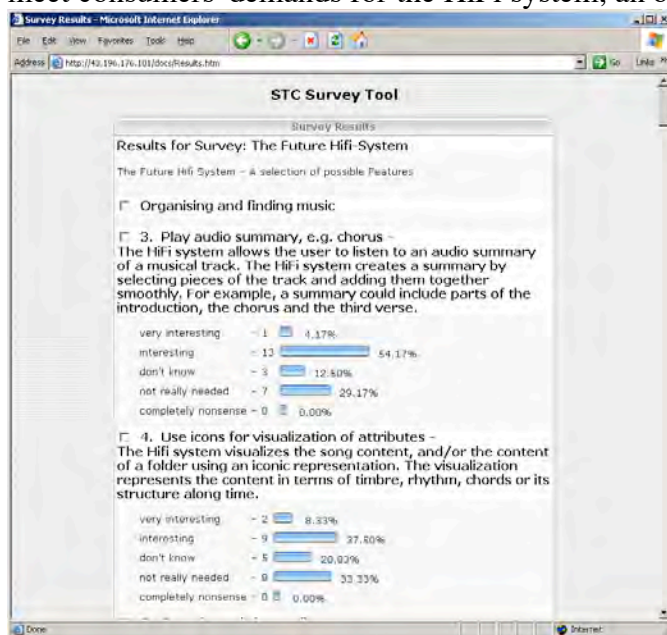 meet consumers' demands for the HiFi system, an o
Survey Results - Microsoft Internet Explorer
File Edit View Favorites Tools Help
Address http://43.196.176.101/docs/Results.htm Go Links »
STC Survey Tool
Survey Results
Results for Survey: The Future Hifi-System
The Future Hifi System - A selection of possible Features
Organising and finding music
3. Play audio summary, e.g. chorus -
The HiFi system allows the user to listen to an audio summary
of a musical track. The HiFi system creates a summary by
selecting pieces of the track and adding them together
smoothly. For example, a summary could include parts of the
introduction, the chorus and the third verse.
very interesting - 1 4.17%
interesting - 13 54.17%
don't know - 3 12.50%
not really needed - 7 29.17%
completely nonsense - 0 0.00%
4. Use icons for visualization of attributes -
The Hifi system visualizes the song content, and/or the content
of a folder using an iconic representation. The visualization
represents the content in terms of timbre, rhythm, chords or its
structure along time.
very interesting - 2 8.33%
interesting - 9 37.50%
don't know - 5 20.83%
not really needed - 8 33.33%
completely nonsense - 0 0.00%
Done Internet